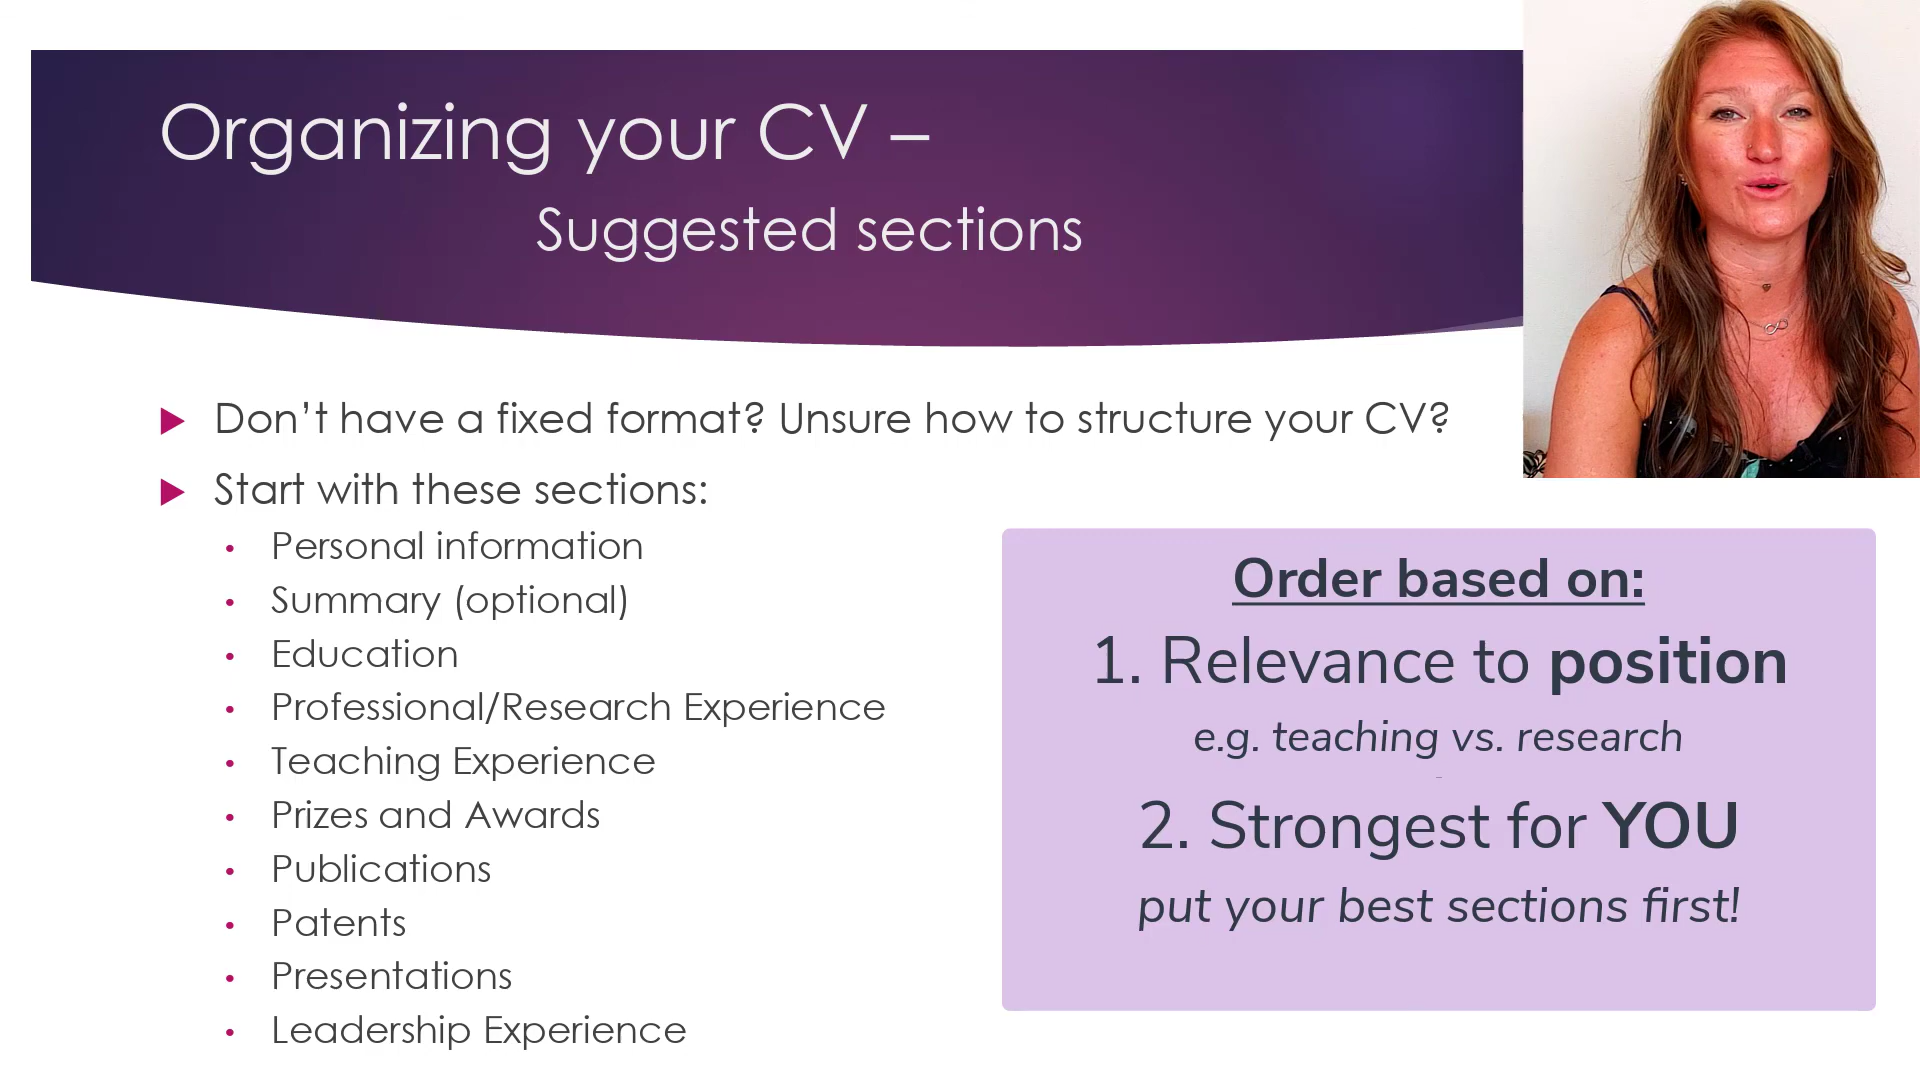 Organizing your CV –
Suggested sections
Don't have a fixed format? Unsure how to structure your CV?
Start with these sections:
• Personal information
• Summary (optional)
• Education
• Professional/Research Experience
• Teaching Experience
• Prizes and Awards
• Publications
• Patents
• Presentations
• Leadership Experience
Order based on:
1. Relevance to position
e.g. teaching vs. research
2. Strongest for YOU
put your best sections first!